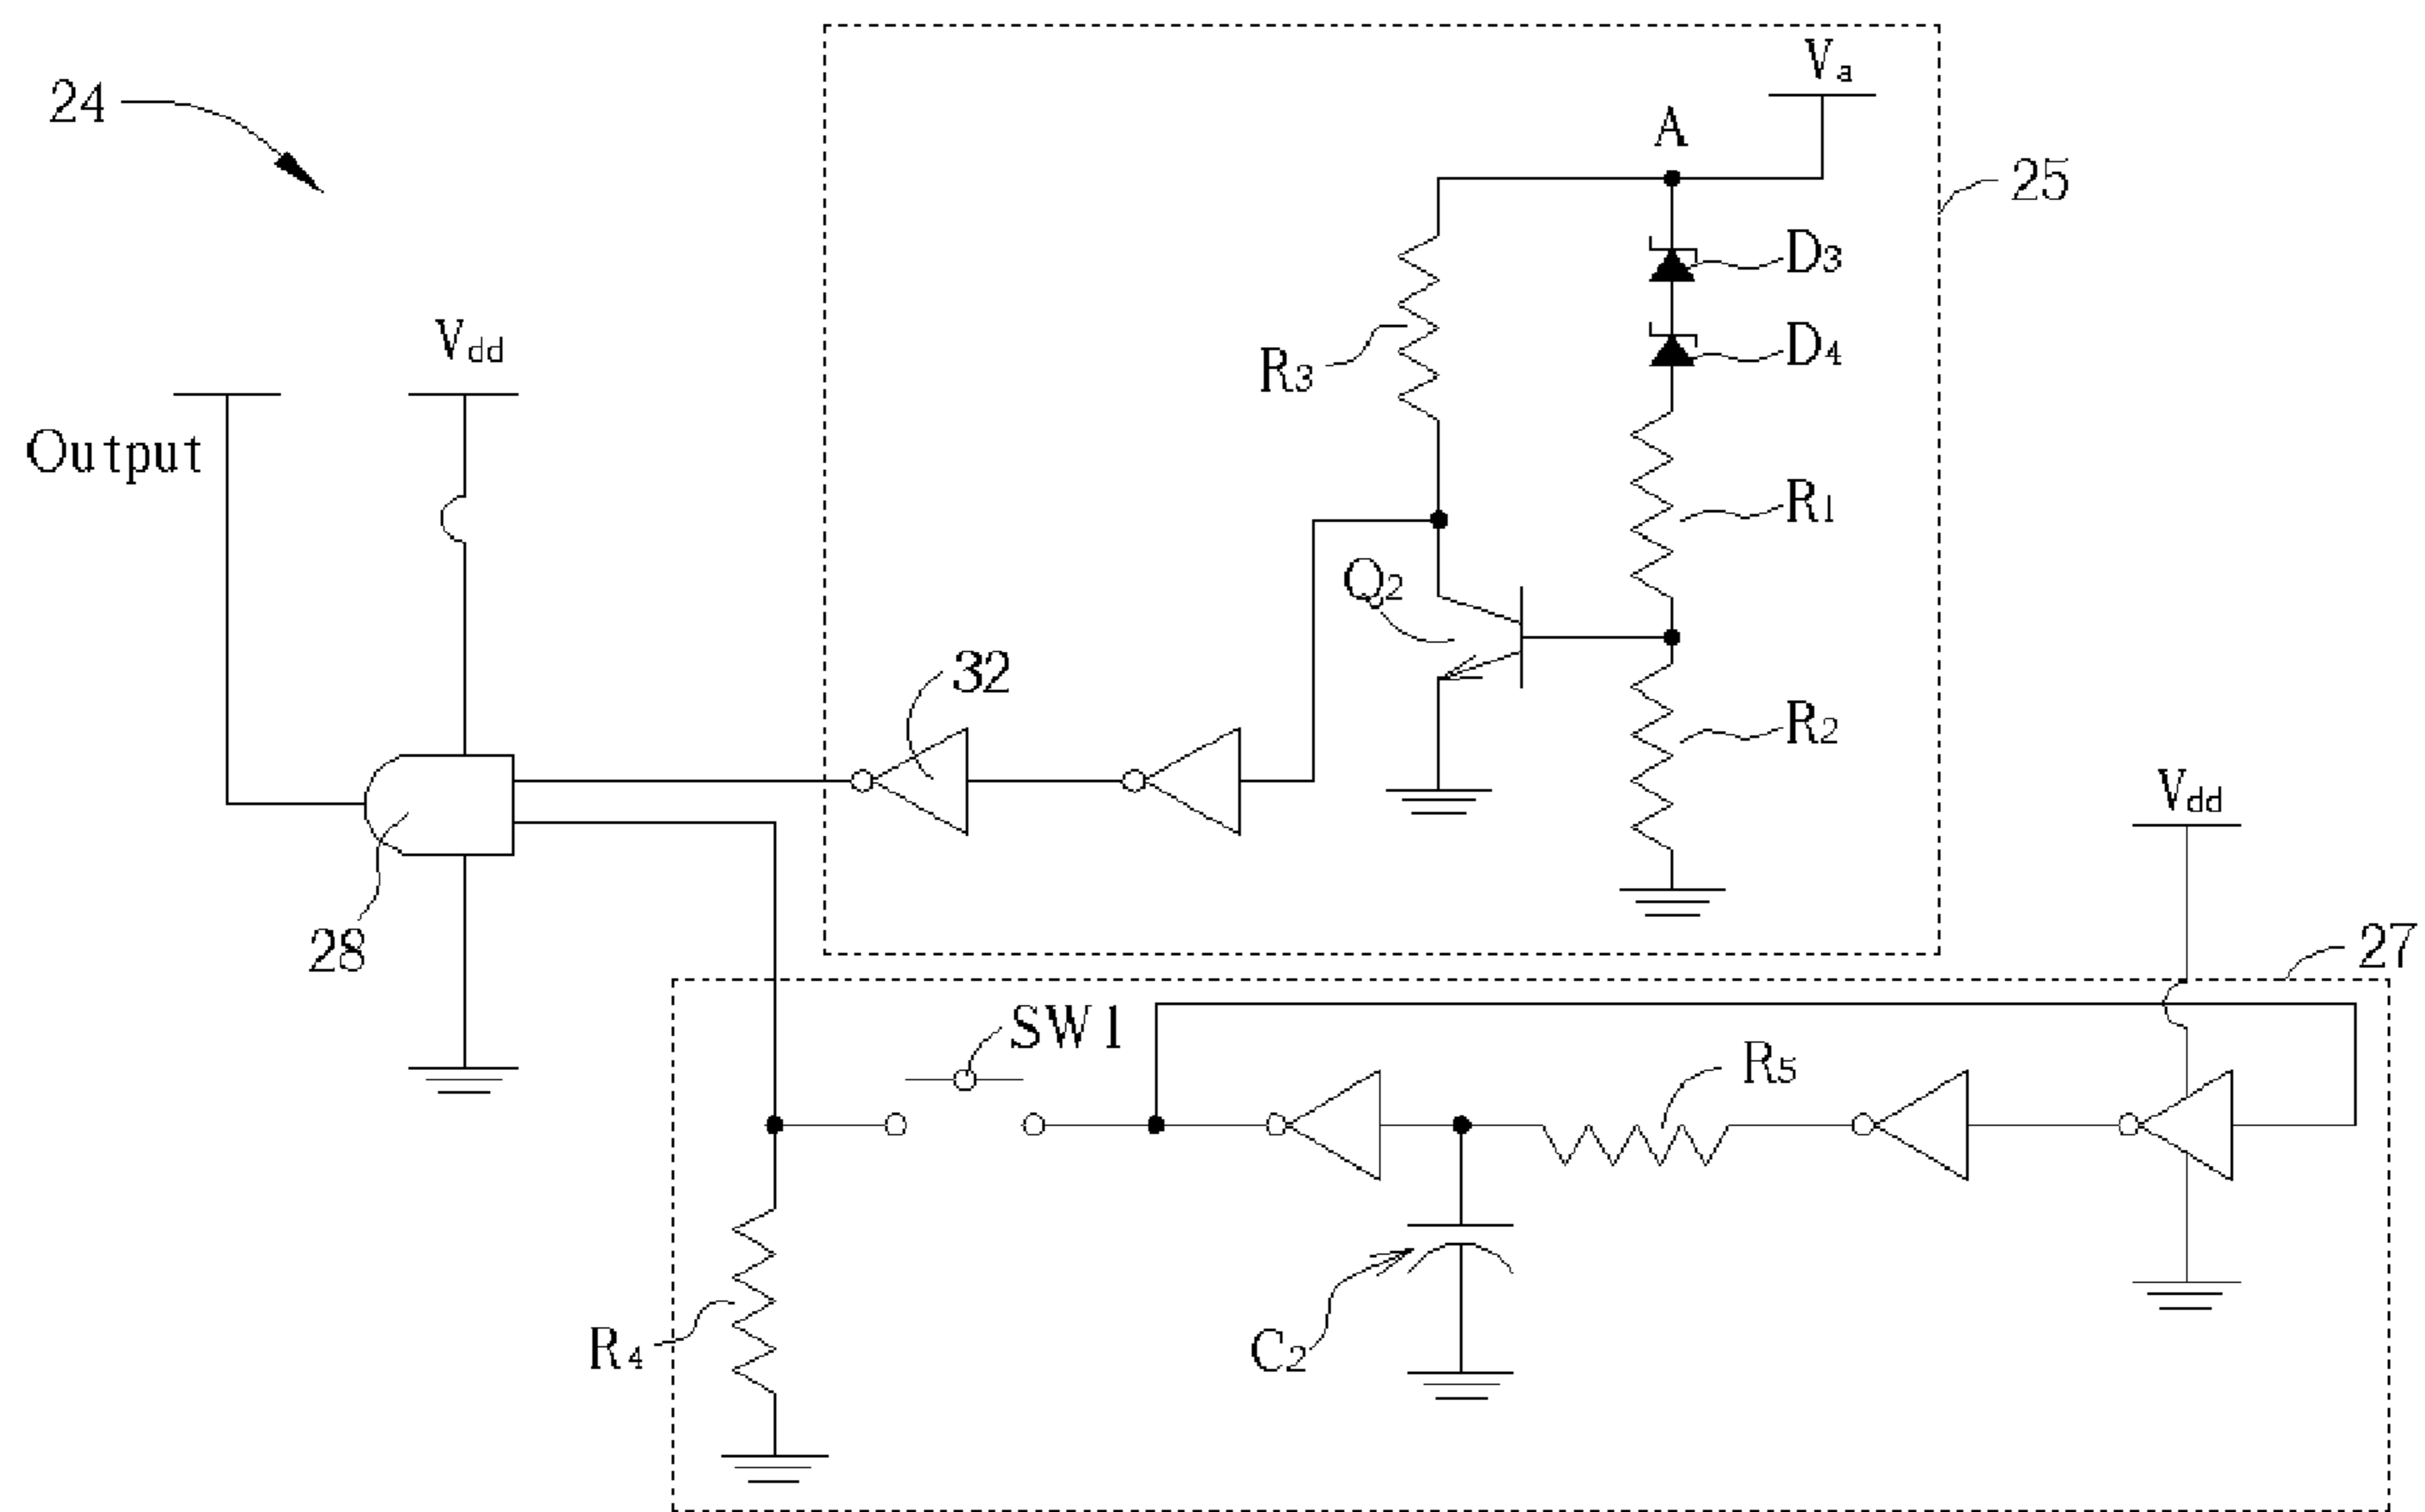 24
Va
A
25
D3
Vdd
D4
R3
Output
R1
Q2
32
R2
Vdd
28
27
SW1
R5
R4
C2